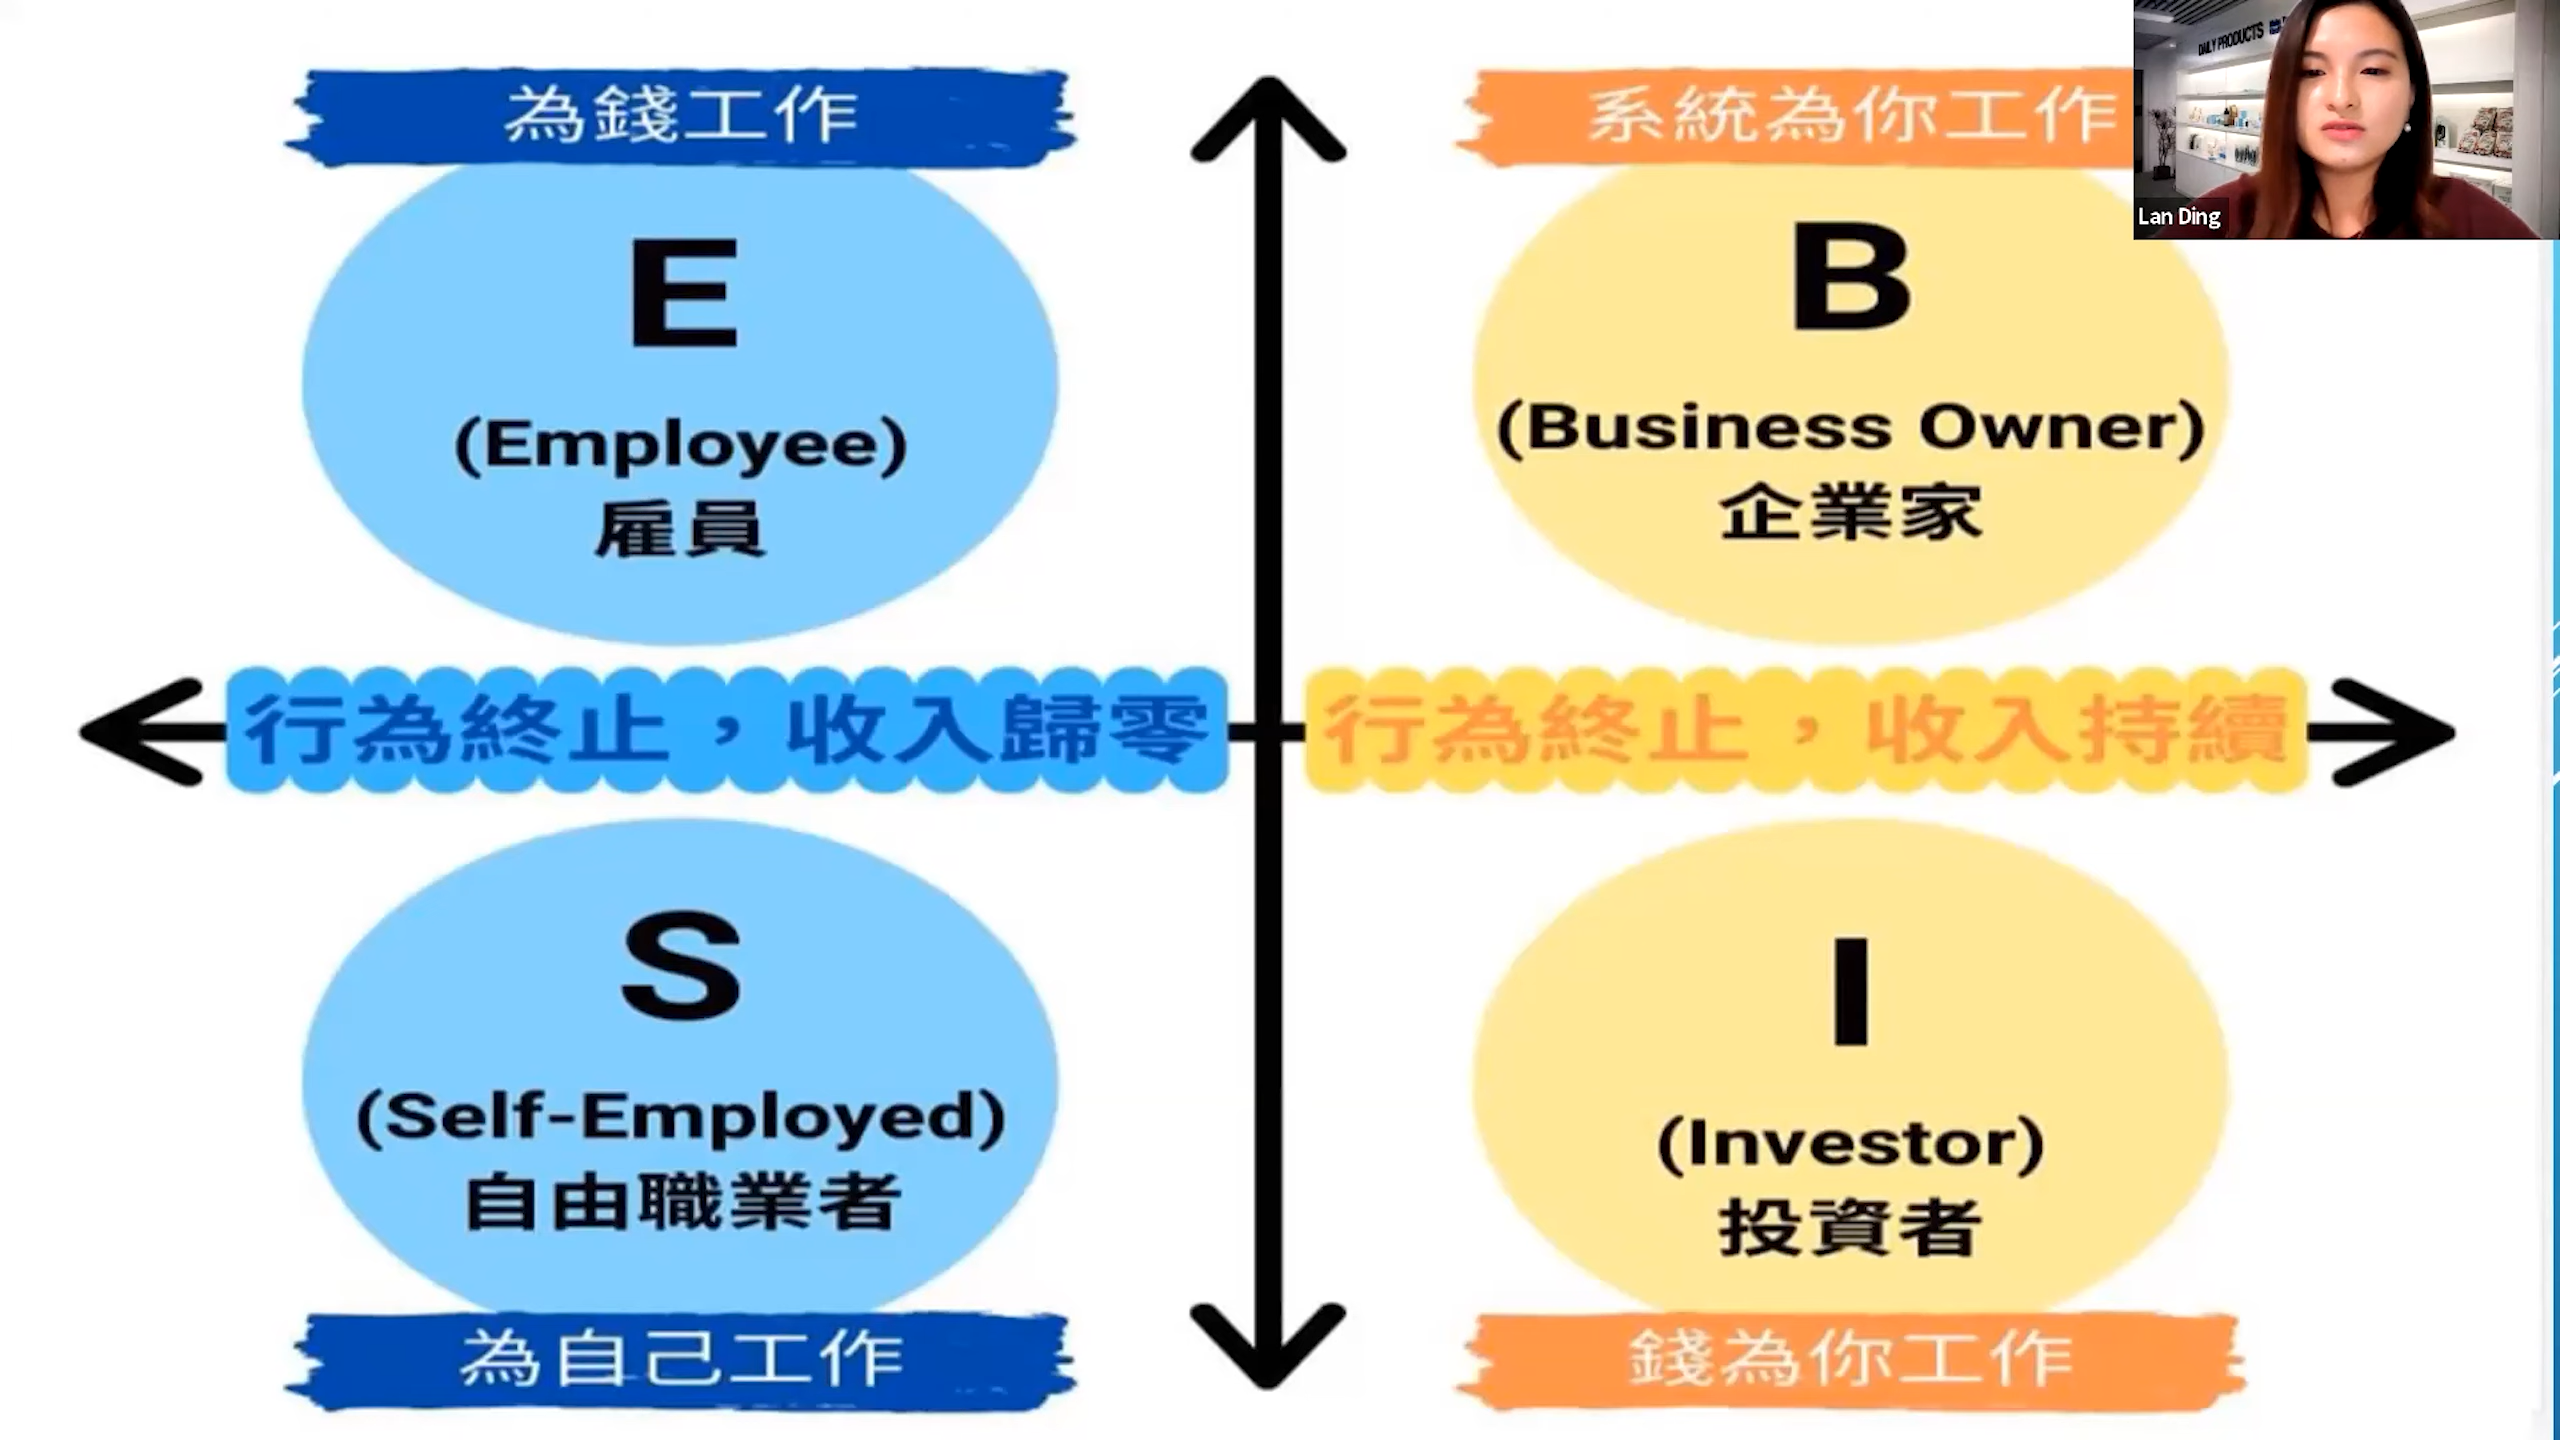 為錢工作
E
(Employee)
雇員
系統為你工作
B
(Business Owner)
企業家
DAILY PRODUCTS
Lan Ding
行為終止，收入歸零
行為終止，收入持續
S
(Self-Employed)
自由職業者
為自己工作
I
(Investor)
投資者
錢為你工作